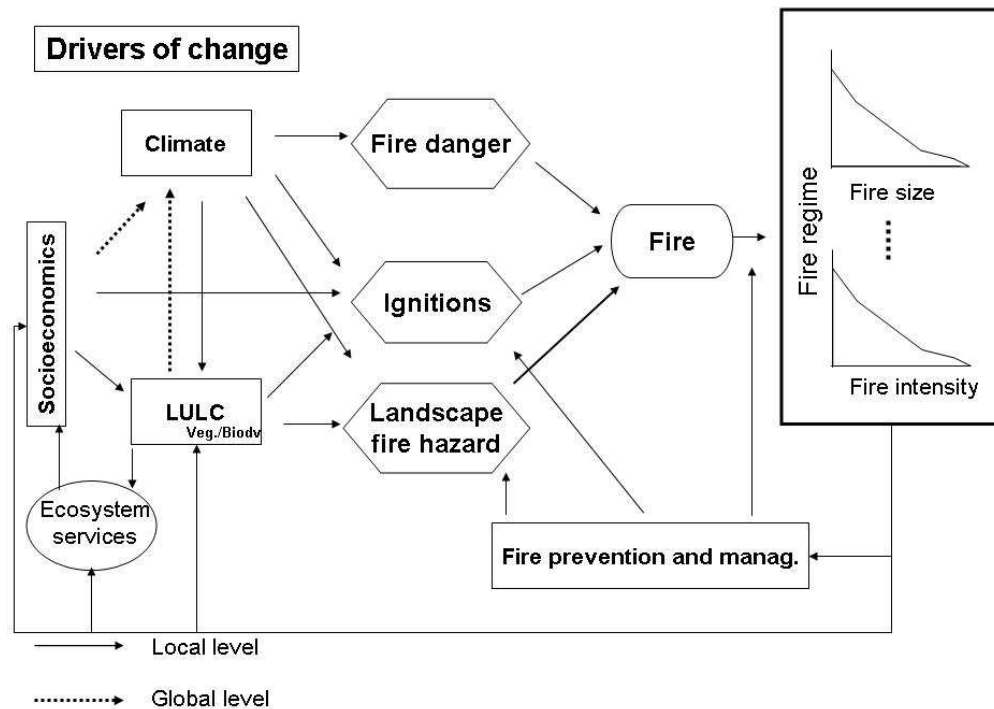 Drivers of change
Climate
Fire danger
Socioeconomics
Ignitions
Fire
LULC
Veg./Biodv
Landscape
fire hazard
Ecosystem
services
Fire prevention and manag.
Fire regime
Fire size
Fire intensity
Local level
Global level